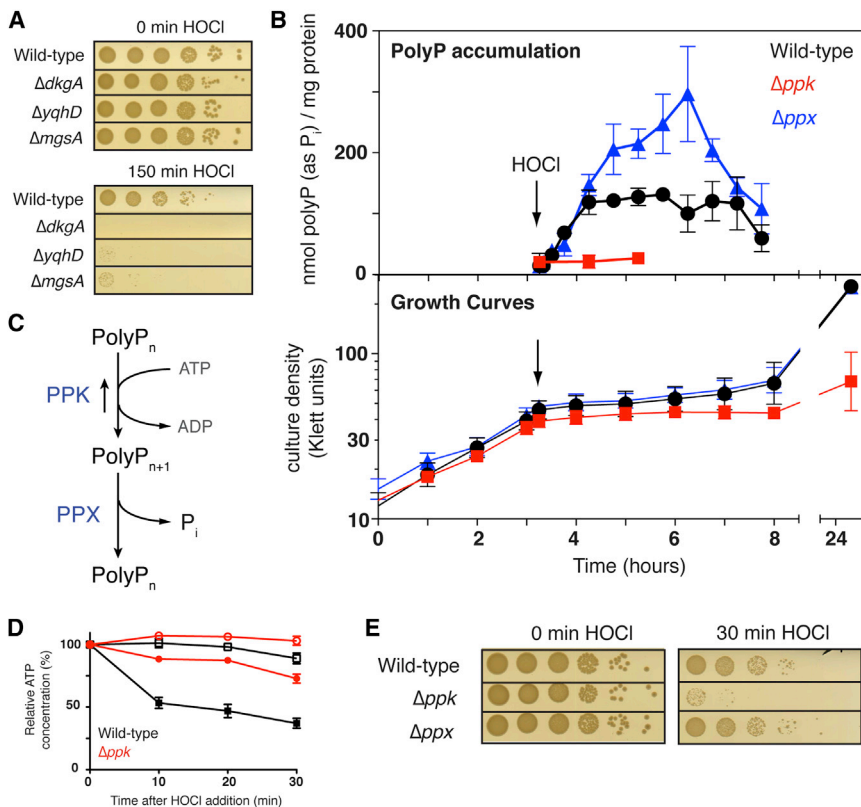 A
0 min HOCl
Wild-type
ΔdkgA
ΔyqhD
ΔmgsA
150 min HOCl
Wild-type
ΔdkgA
ΔyqhD
ΔmgsA
B
PolyP accumulation
Wild-type
Δppk
Δppx
HOCl
nmol polyP (as Pi) / mg protein
400
200
0
Growth Curves
culture density
(Klett units)
100
30
10
0 2 4 6 8 24
Time (hours)
C
PolyPn
ATP
PPK
ADP
PolyPn+1
PPX
Pi
PolyPn
D
Relative ATP
concentration (%)
100
50
0
Wild-type
Δppk
0 10 20 30
Time after HOCl addition (min)
E
0 min HOCl 30 min HOCl
Wild-type
Δppk
Δppx